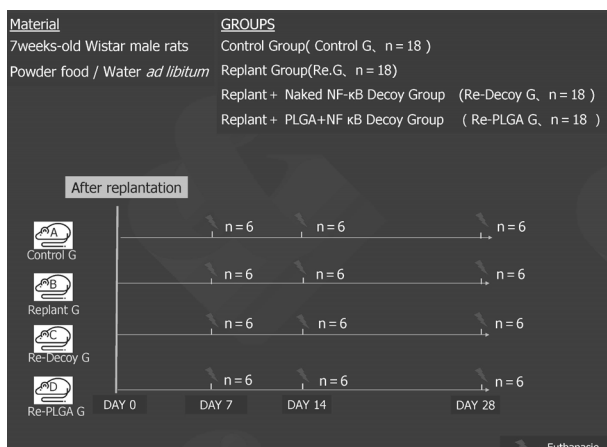 Material
GROUPS
7weeks-old Wistar male rats
Control Group( Control G、n = 18 )
Powder food / Water ad libitum
Replant Group(Re.G、n = 18)
Replant + Naked NF-κB Decoy Group (Re-Decoy G、n = 18 )
Replant + PLGA+NF κB Decoy Group ( Re-PLGA G、n = 18 )
After replantation
A
n = 6 n = 6 n = 6
Control G
B
n = 6 n = 6 n = 6
Replant G
C
n = 6 n = 6 n = 6
Re-Decoy G
D
n = 6 n = 6 n = 6
Re-PLGA G
DAY 0 DAY 7 DAY 14 DAY 28